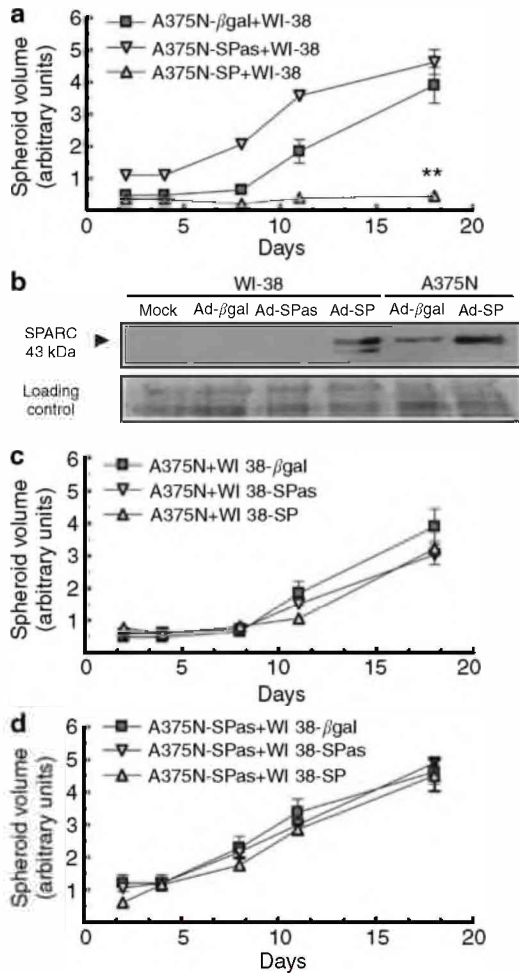 a
A375N-βgal+WI-38
A375N-SPas+WI-38
A375N-SP+WI-38
Spheroid volume
(arbitrary units)
6
5
4
3
2
1
**
0 5 10 15 20
Days
b
WI-38 A375N
Mock Ad-βgal Ad-SPas Ad-SP Ad-βgal Ad-SP
SPARC
43 kDa
Loading
control
c
A375N+WI 38-βgal
A375N+WI 38-SPas
A375N+WI 38-SP
Spheroid volume
(arbitrary units)
6
5
4
3
2
1
0 5 10 15 20
Days
d
A375N-SPas+WI 38-βgal
A375N-SPas+WI 38-SPas
A375N-SPas+WI 38-SP
Spheroid volume
(arbitrary units)
6
5
4
3
2
1
0 5 10 15 20
Days